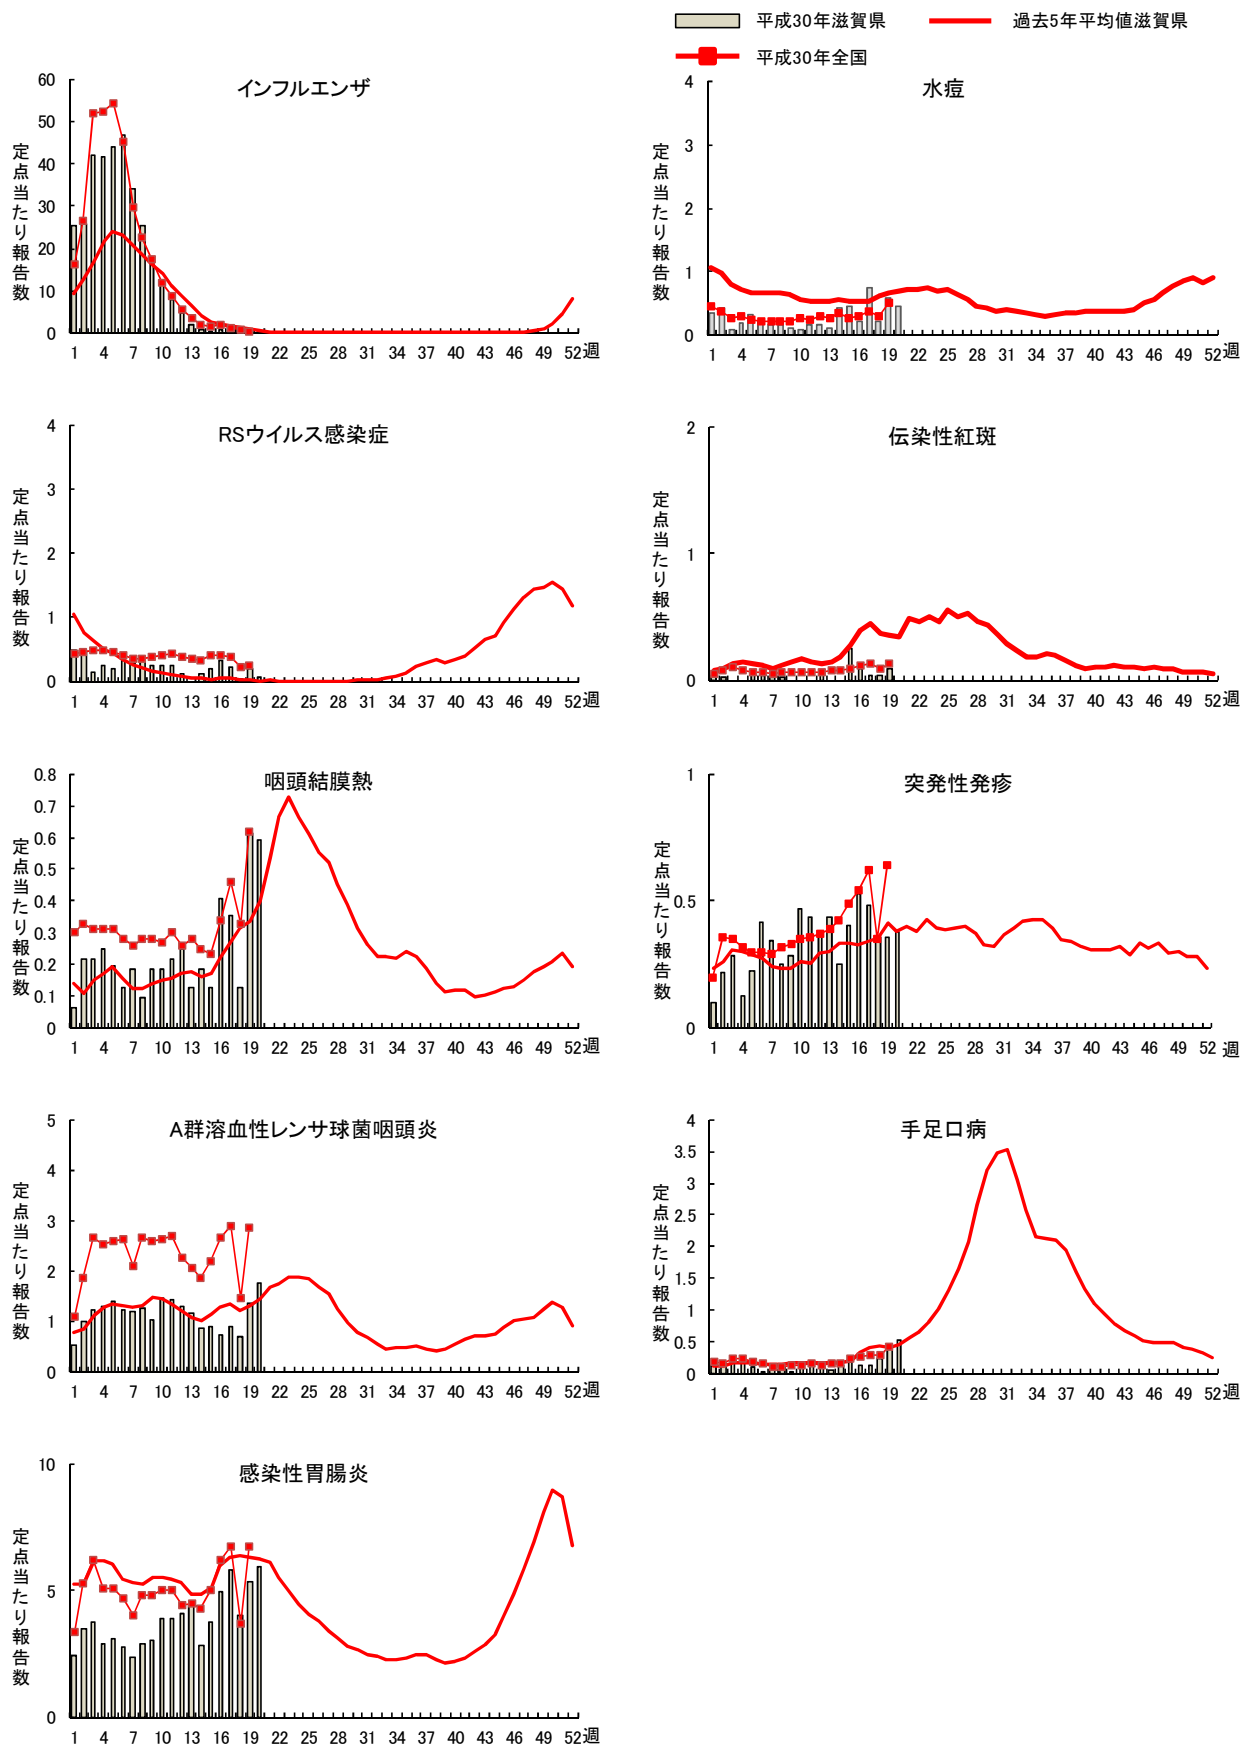 平成30年滋賀県
過去5年平均値滋賀県
平成30年全国
インフルエンザ
定点当たり報告数
60
50
40
30
20
10
0
1 4 7 10 13 16 19 22 25 28 31 34 37 40 43 46 49 52週
水痘
定点当たり報告数
4
3
2
1
0
1 4 7 10 13 16 19 22 25 28 31 34 37 40 43 46 49 52週
RSウイルス感染症
定点当たり報告数
4
3
2
1
0
1 4 7 10 13 16 19 22 25 28 31 34 37 40 43 46 49 52週
伝染性紅斑
定点当たり報告数
2
1
0
1 4 7 10 13 16 19 22 25 28 31 34 37 40 43 46 49 52週
咽頭結膜熱
定点当たり報告数
0.8
0.7
0.6
0.5
0.4
0.3
0.2
0.1
0
1 4 7 10 13 16 19 22 25 28 31 34 37 40 43 46 49 52週
突発性発疹
定点当たり報告数
1
0.5
0
1 4 7 10 13 16 19 22 25 28 31 34 37 40 43 46 49 52 週
A群溶血性レンサ球菌咽頭炎
定点当たり報告数
5
4
3
2
1
0
1 4 7 10 13 16 19 22 25 28 31 34 37 40 43 46 49 52週
手足口病
定点当たり報告数
4
3.5
3
2.5
2
1.5
1
0.5
0
1 4 7 10 13 16 19 22 25 28 31 34 37 40 43 46 49 52週
感染性胃腸炎
定点当たり報告数
10
5
0
1 4 7 10 13 16 19 22 25 28 31 34 37 40 43 46 49 52週